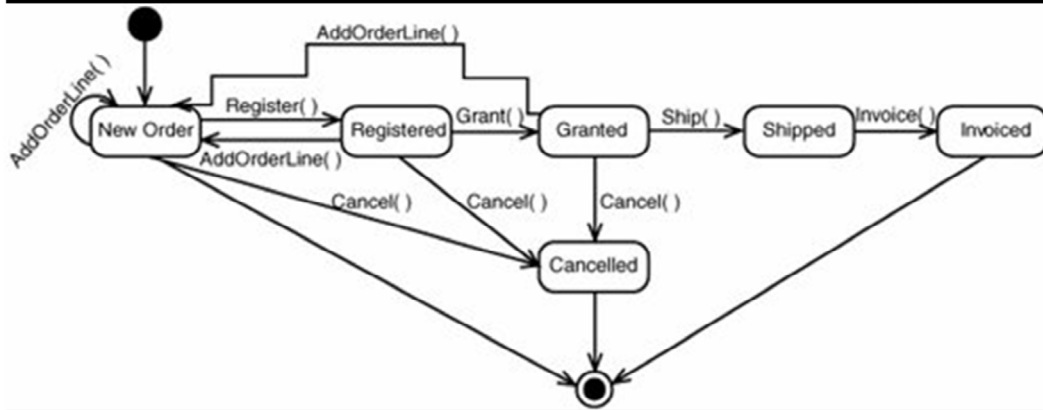 AddOrderLine( )
AddOrderLine( )
New Order
Register( )
AddOrderLine( )
Registered
Grant( )
Granted
Ship( )
Shipped
Invoice( )
Invoiced
Cancel( )
Cancel( )
Cancel( )
Cancelled